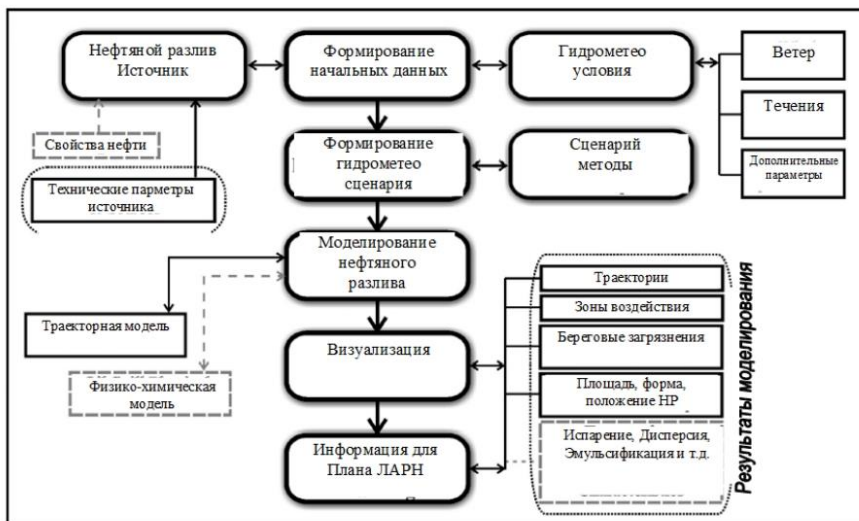 Нефтяной разлив
Источник
Формирование
начальных данных
Гидрометео
условия
Ветер
Течения
Дополнительные
параметры
Свойства нефти
Технические парметры
источника
Формирование
гидрометео
сценария
Сценарий
методы
Моделирование
нефтяного
разлива
Траекторная модель
Физико-химическая
модель
Визуализация
Информация для
Плана ЛАРН
Траектории
Зоны воздействия
Береговые загрязнения
Площадь, форма,
положение НР
Испарение, Дисперсия,
Эмульсификация и т.д.
Результаты моделирования